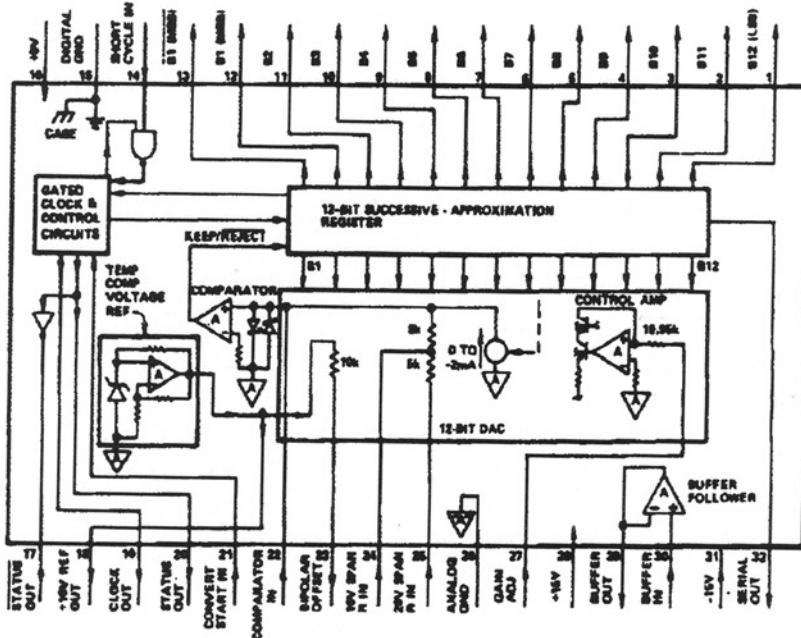 +5V
DIGITAL
GND
SHORT
CYCLE IN
B1 (MSB)
B1 (MSB)
B2
B3
B4
B5
B6
B7
B8
B9
B10
B11
B12 (LSB)
16
15
14
13
12
11
10
9
8
7
6
5
4
3
2
1
CASE
GATED
CLOCK &
CONTROL
CIRCUITS
12-BIT SUCCESSIVE - APPROXIMATION
REGISTER
KEEP/REJECT
B1
B12
TEMP
COMP
VOLTAGE
REF
COMPARATOR
CONTROL AMP
A
A
A
A
A
A
A
A
10k
5k
5k
0 TO
-2mA
12-BIT DAC
BUFFER
FOLLOWER
A
A
17
18
19
20
21
22
23
24
25
26
27
28
29
30
31
32
STATUS
OUT
+10V REF
OUT
CLOCK
OUT
STATUS
OUT
CONVERT
START IN
COMPARATOR
IN
BIPOLAR
OFFSET
10V SPAN
R IN
20V SPAN
R IN
ANALOG
GND
GAIN
ADJ
+15V
BUFFER
OUT
BUFFER
IN
-15V
SERIAL
OUT